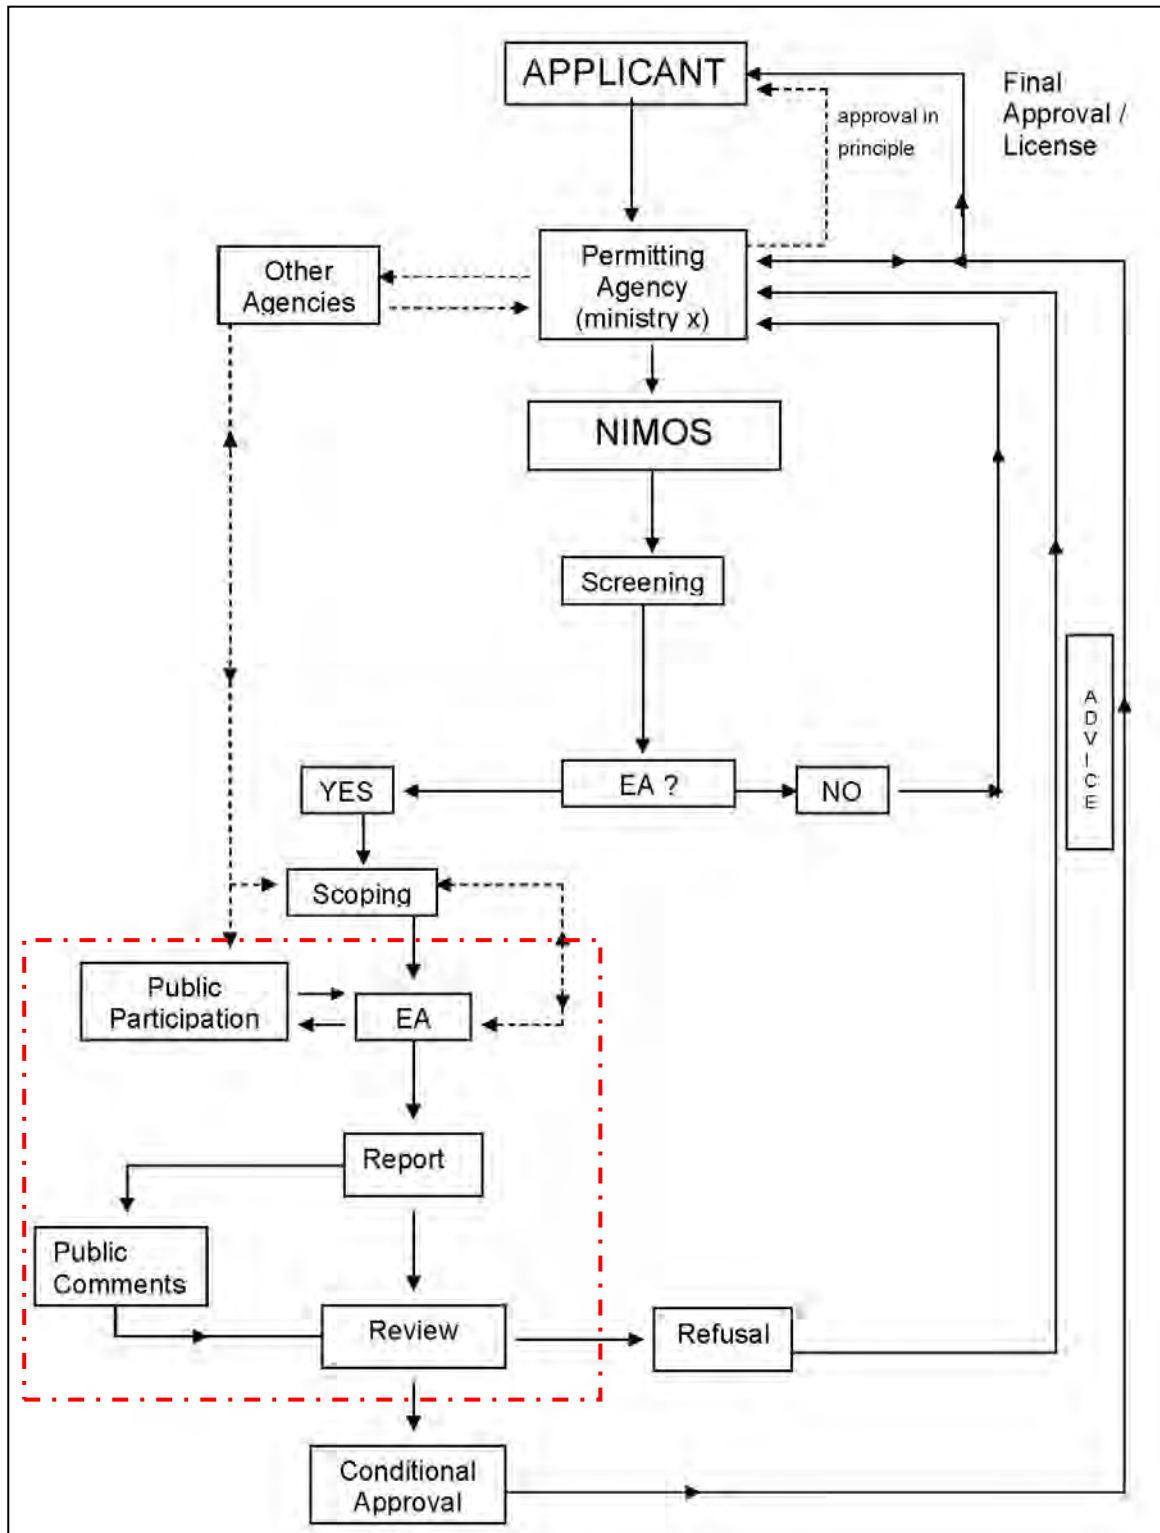 APPLICANT
Final
Approval /
License
approval in
principle
Other
Agencies
Permitting
Agency
(ministry x)
NIMOS
Screening
A
D
V
I
C
E
YES
EA ?
NO
Scoping
Public
Participation
EA
Report
Public
Comments
Review
Refusal
Conditional
Approval